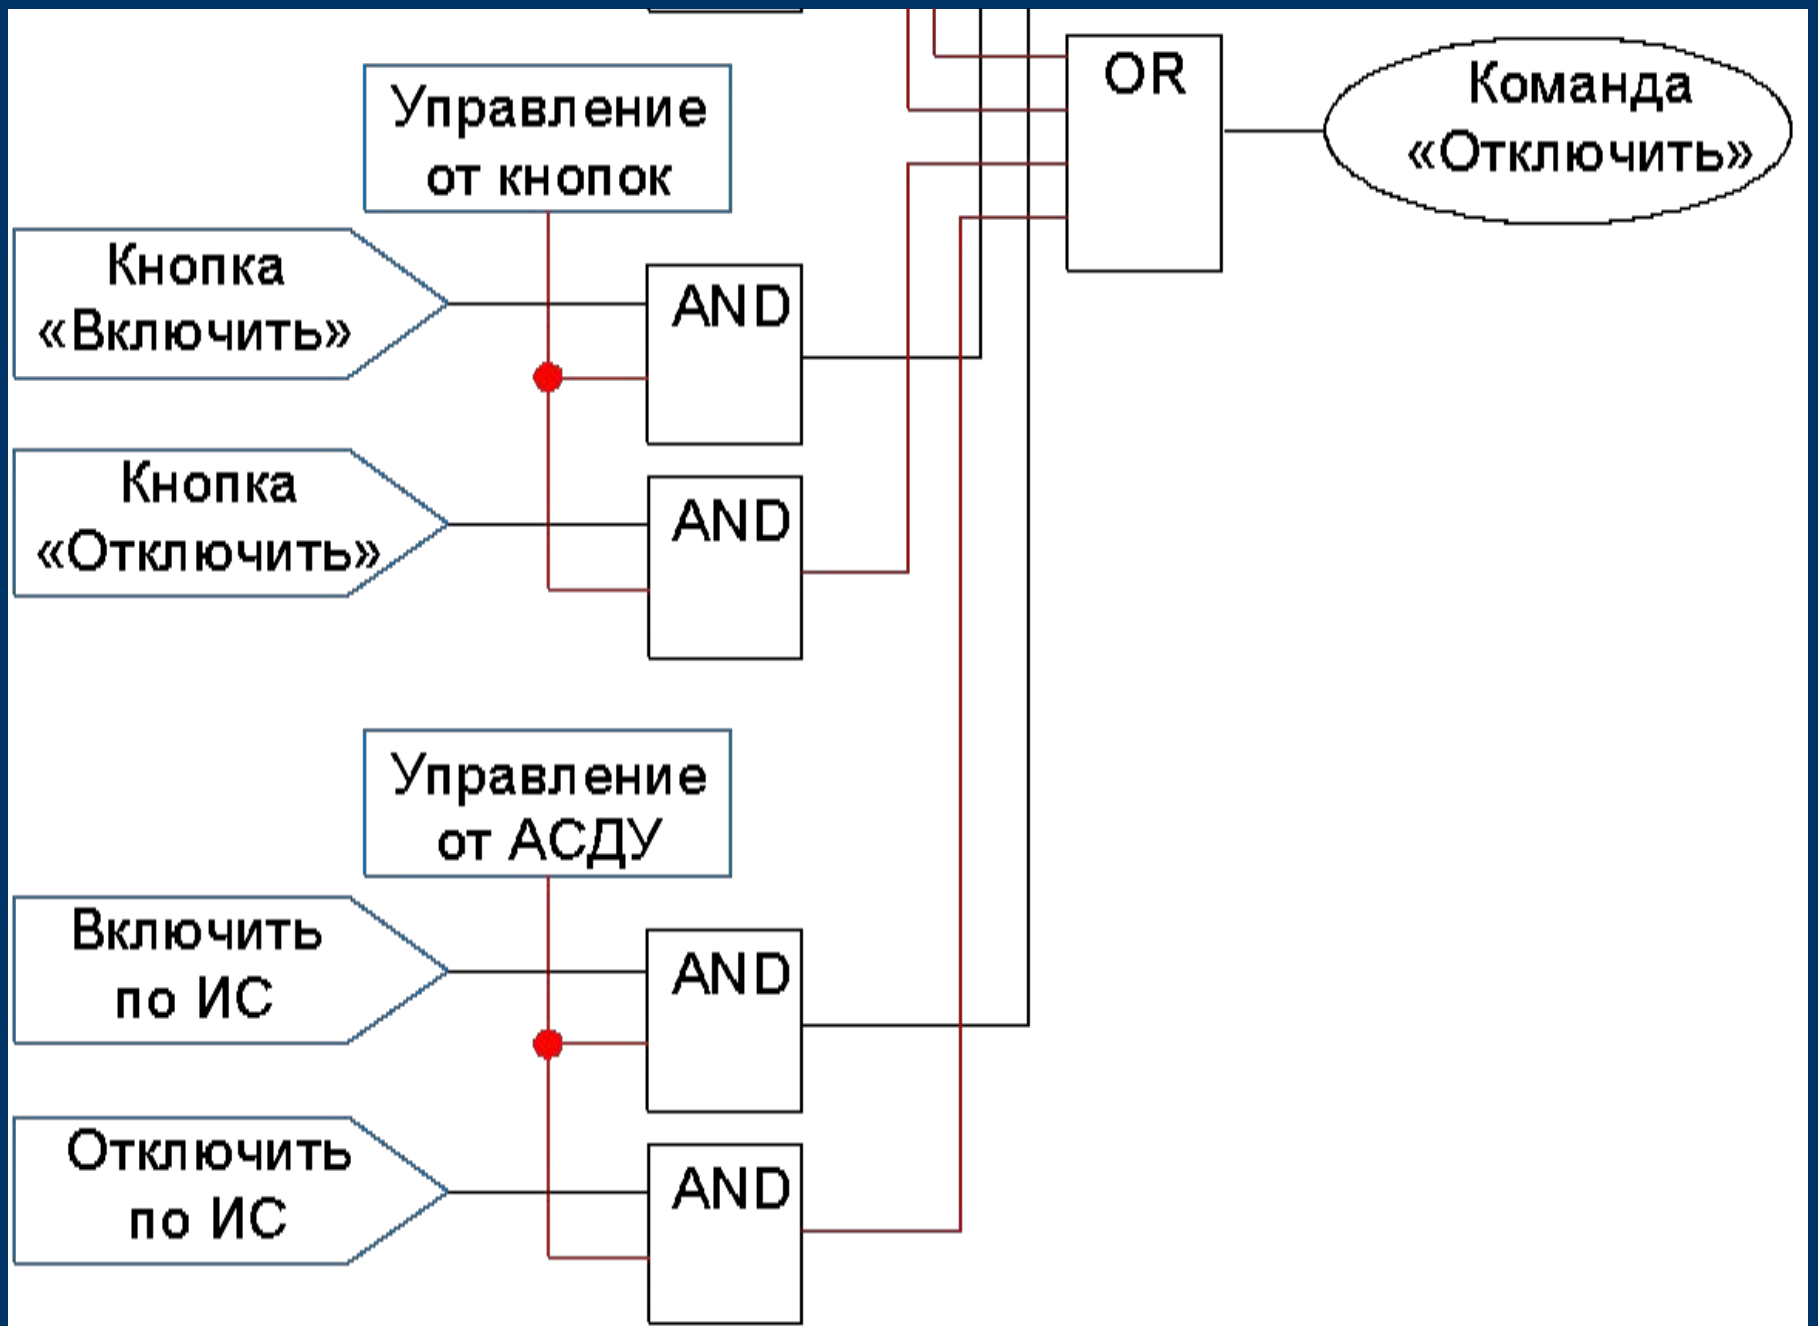 OR
Команда
«Отключить»
Управление
от кнопок
Кнопка
«Включить»
AND
Кнопка
«Отключить»
AND
Управление
от АСДУ
Включить
по ИС
AND
Отключить
по ИС
AND